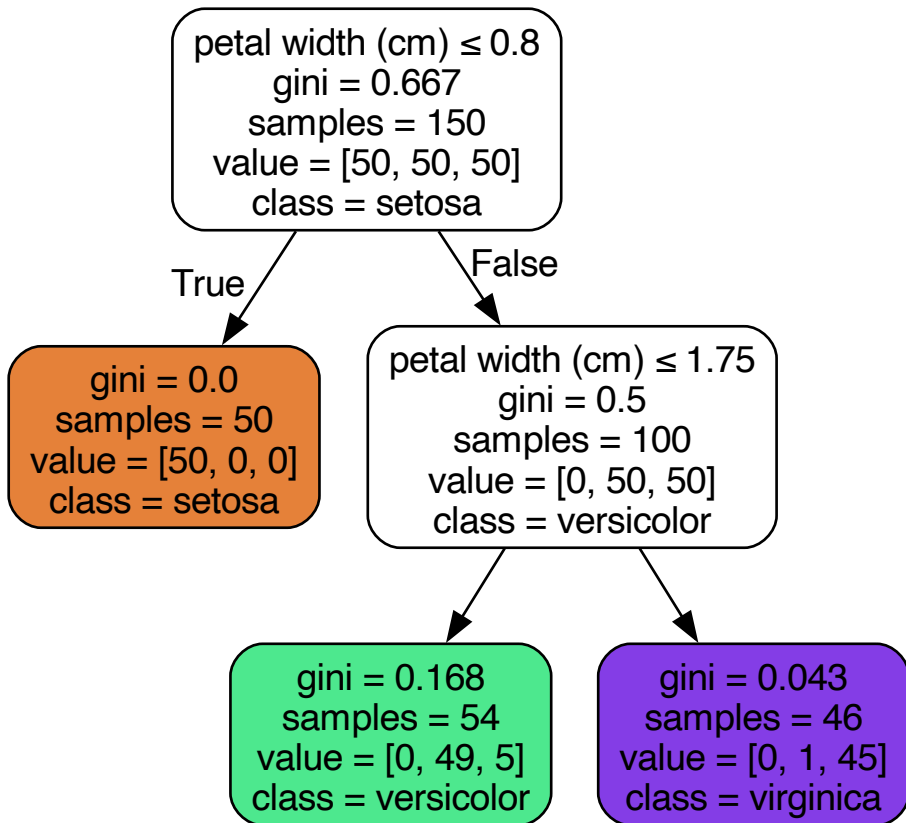 petal width (cm) ≤ 0.8
gini = 0.667
samples = 150
value = [50, 50, 50]
class = setosa
True
False
gini = 0.0
samples = 50
value = [50, 0, 0]
class = setosa
petal width (cm) ≤ 1.75
gini = 0.5
samples = 100
value = [0, 50, 50]
class = versicolor
gini = 0.168
samples = 54
value = [0, 49, 5]
class = versicolor
gini = 0.043
samples = 46
value = [0, 1, 45]
class = virginica